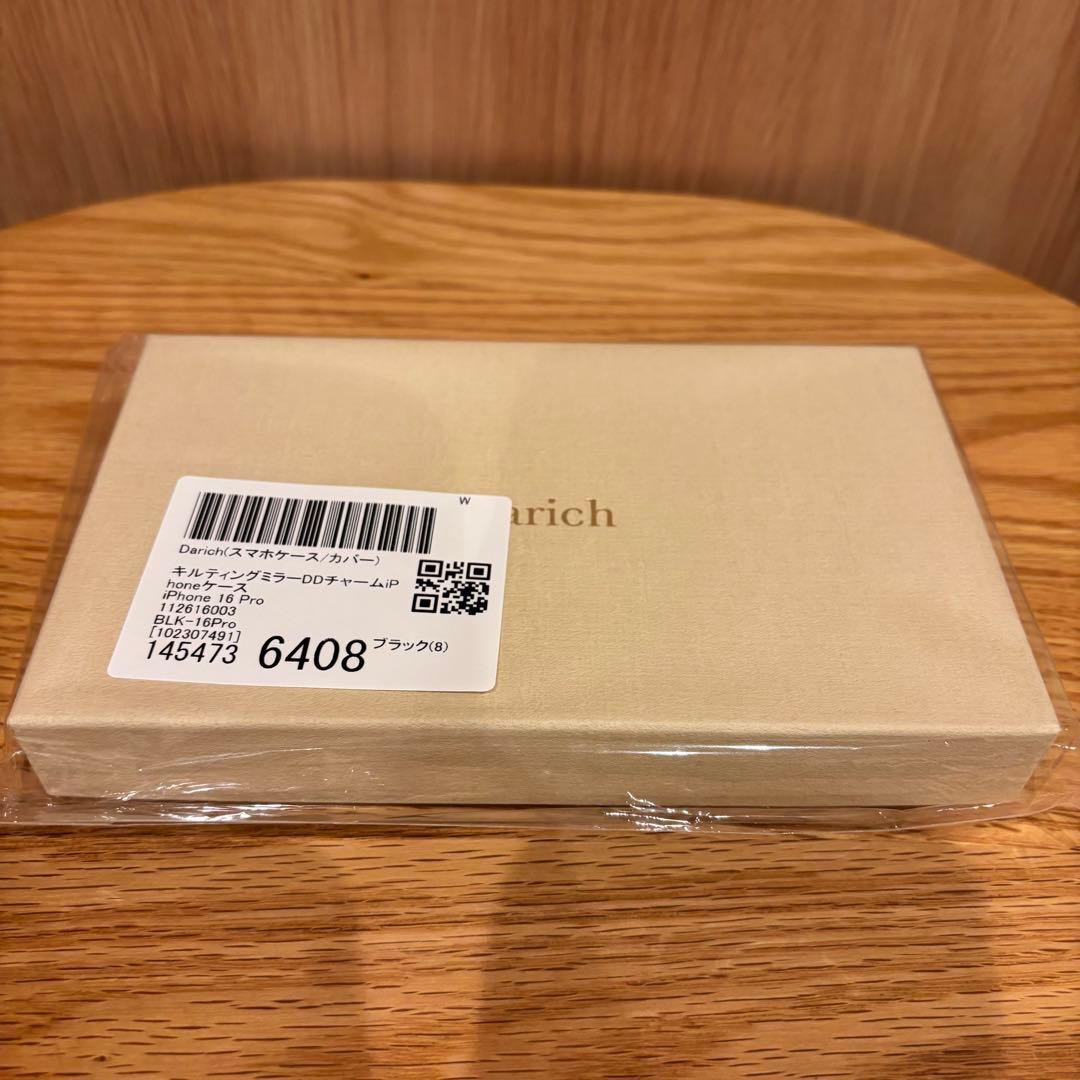 W
Darich(スマホケース/カバー)
キルティングミラーDDチャームiP
honeケース
iPhone 16 Pro
112616003
BLK-16Pro
[102307491]
145473 6408 ブラック(8)
arich